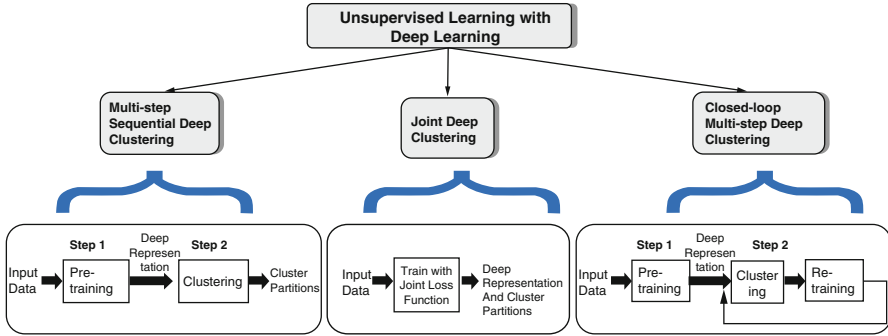 Unsupervised Learning with
Deep Learning
Multi-step
Sequential Deep
Clustering
Joint Deep
Clustering
Closed-loop
Multi-step Deep
Clustering
Step 1
Deep
Represen
tation
Step 2
Input
Data
Pre-
training
Clustering
Cluster
Partitions
Input
Data
Train with
Joint Loss
Function
Deep
Representation
And Cluster
Partitions
Step 1
Deep
Represen
tation
Step 2
Input
Data
Pre-
training
Cluster
ing
Re-
training